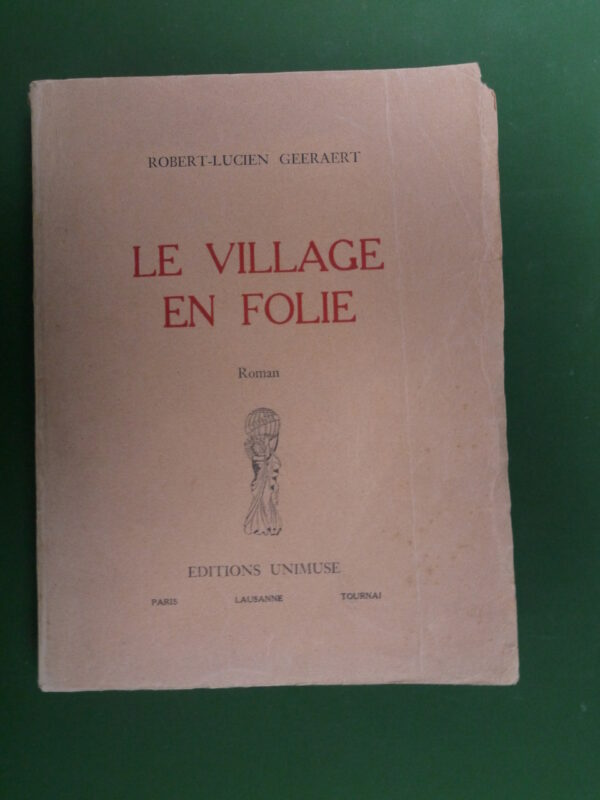 ROBERT-LUCIEN GEERAERT
LE VILLAGE
EN FOLIE
Roman
EDITIONS UNIMUSE
PARIS LAUSANNE TOURNAI